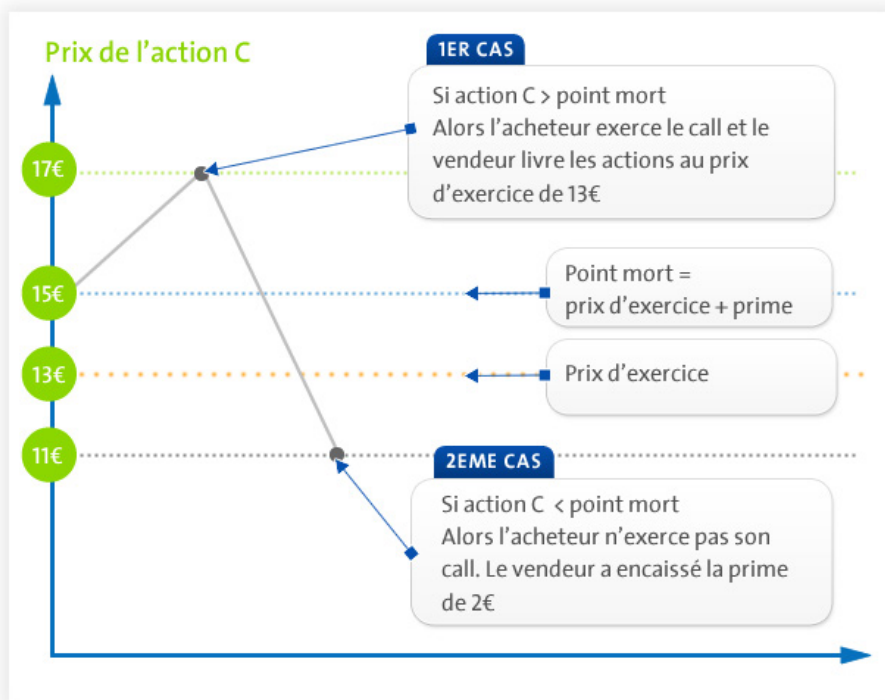 Prix de l’action C
1ER CAS
Si action C > point mort
Alors l’acheteur exerce le call et le
vendeur livre les actions au prix
d’exercice de 13€
17€
Point mort =
prix d’exercice + prime
15€
13€
Prix d’exercice
11€
2EME CAS
Si action C < point mort
Alors l’acheteur n’exerce pas son
call. Le vendeur a encaissé la prime
de 2€